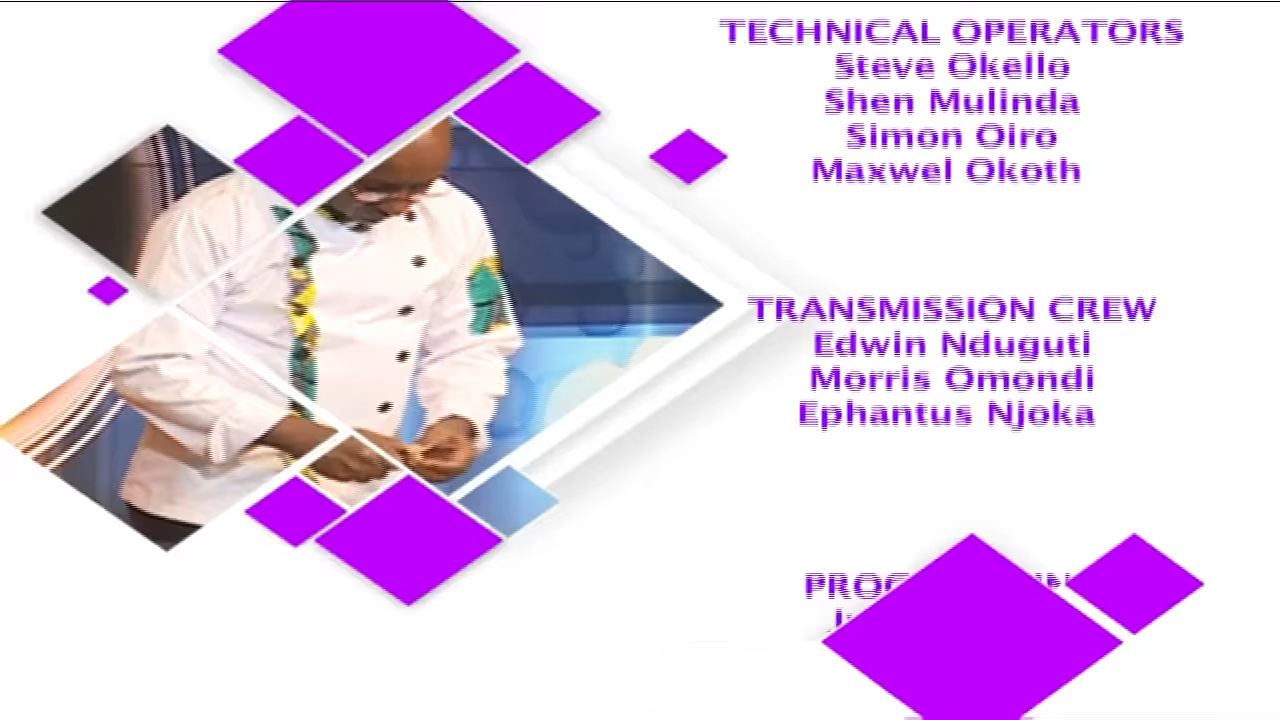 TECHNICAL OPERATORS
Steve Okello
Shen Mulinda
Simon Oiro
Maxwel Okoth
TRANSMISSION CREW
Edwin Nduguti
Morris Omondi
Ephantus Njoka